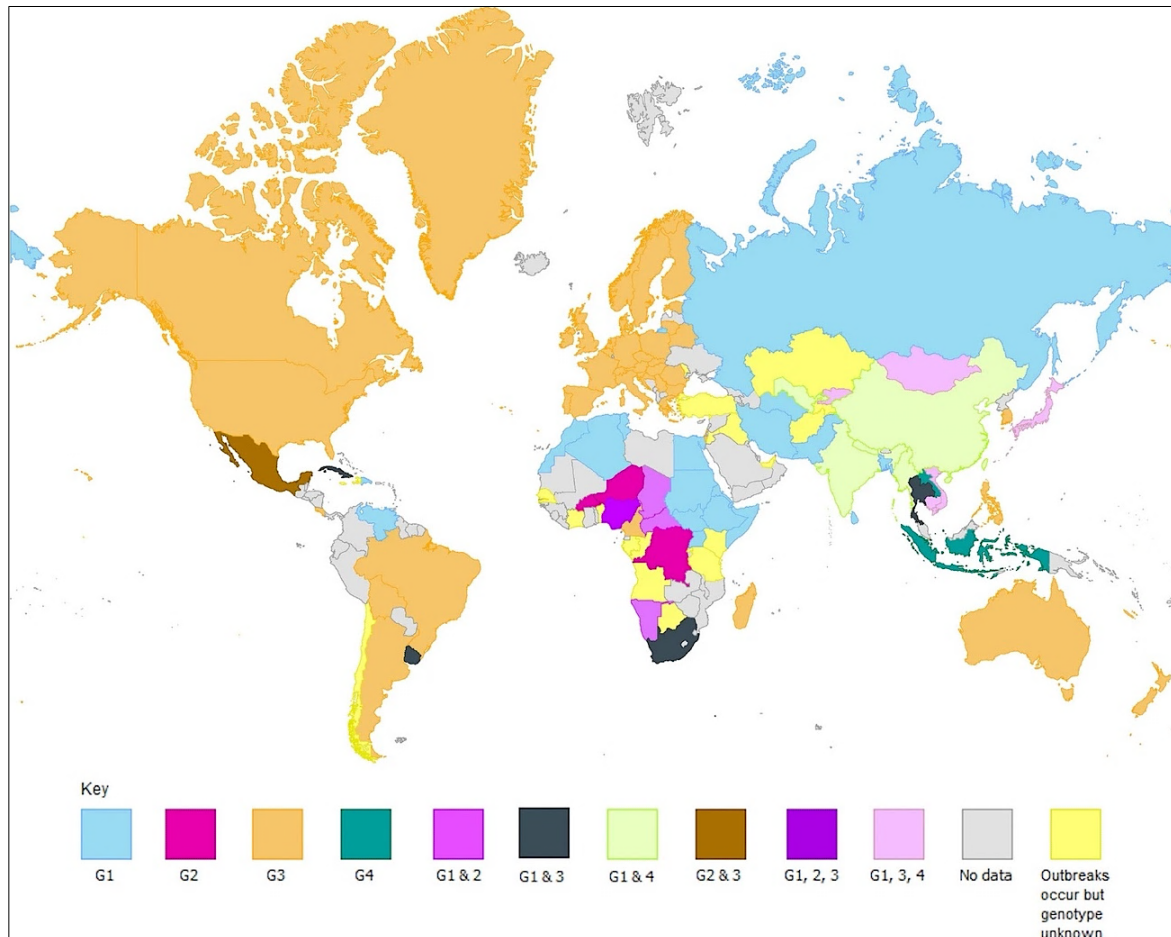 Key
G1
G2
G3
G4
G1 & 2
G1 & 3
G1 & 4
G2 & 3
G1, 2, 3
G1, 3, 4
No data
Outbreaks
occur but
genotype
unknown